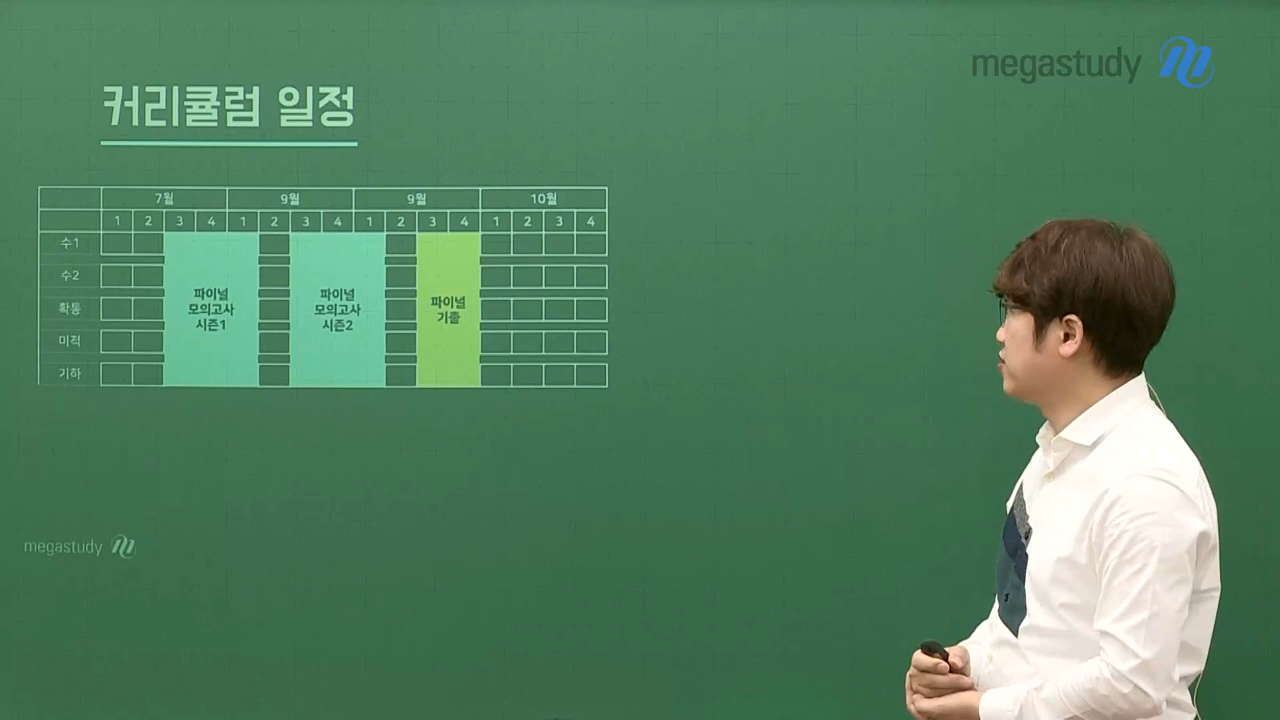 megastudy
커리큘럼 일정
7월 9월 9월 10월
1 2 3 4 1 2 3 4 1 2 3 4 1 2 3 4
수1
수2
확통
미적
기하
파이널
모의고사
시즌1
파이널
모의고사
시즌2
파이널
기출
megastudy